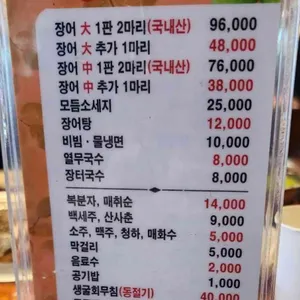 장어 大 1판 2마리(국내산) 96,000
장어 大 추가 1마리 48,000
장어 中 1판 2마리(국내산) 76,000
장어 中 추가 1마리 38,000
모듬소세지 25,000
장어탕 12,000
비빔·물냉면 10,000
열무국수 8,000
장터국수 8,000
복분자, 매취순 14,000
백세주, 산사춘 9,000
소주, 맥주, 청하, 매화수 5,000
막걸리 5,000
음료수 2,000
공기밥 1,000
생굴회무침(동절기) 40,000